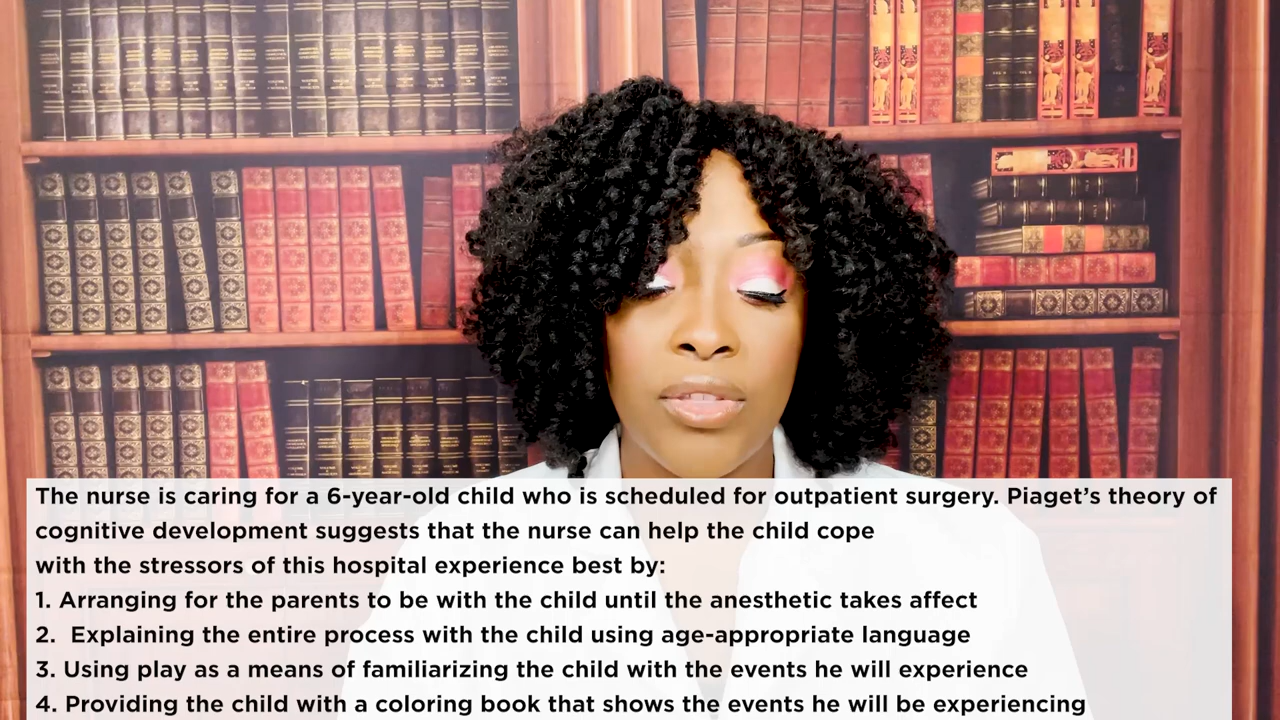 The nurse is caring for a 6-year-old child who is scheduled for outpatient surgery. Piaget’s theory of
cognitive development suggests that the nurse can help the child cope
with the stressors of this hospital experience best by:
1. Arranging for the parents to be with the child until the anesthetic takes affect
2.  Explaining the entire process with the child using age-appropriate language
3. Using play as a means of familiarizing the child with the events he will experience
4. Providing the child with a coloring book that shows the events he will be experiencing